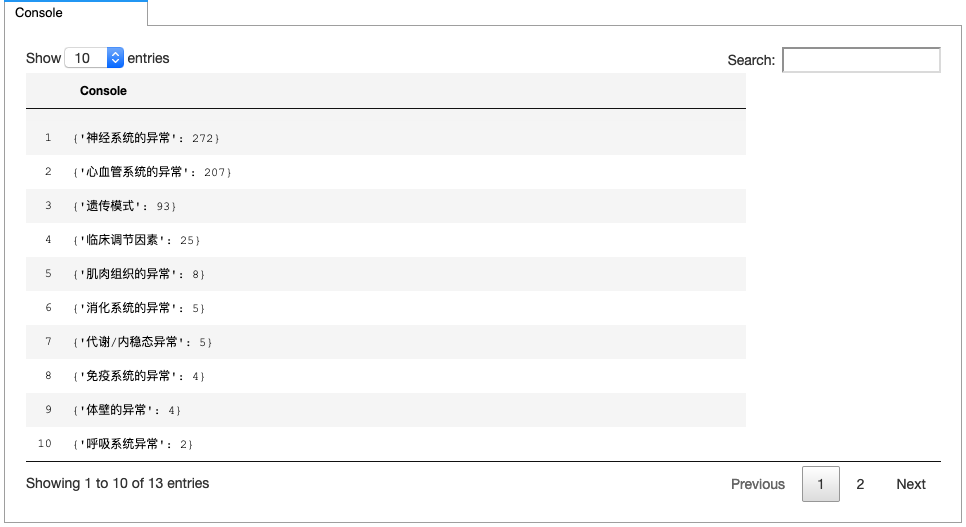 Console
Show 10 entries
Search:
Console
1 {'神经系统的异常': 272}
2 {'心血管系统的异常': 207}
3 {'遗传模式': 93}
4 {'临床调节因素': 25}
5 {'肌肉组织的异常': 8}
6 {'消化系统的异常': 5}
7 {'代谢/内稳态异常': 5}
8 {'免疫系统的异常': 4}
9 {'体壁的异常': 4}
10 {'呼吸系统异常': 2}
Showing 1 to 10 of 13 entries
Previous 1 2 Next